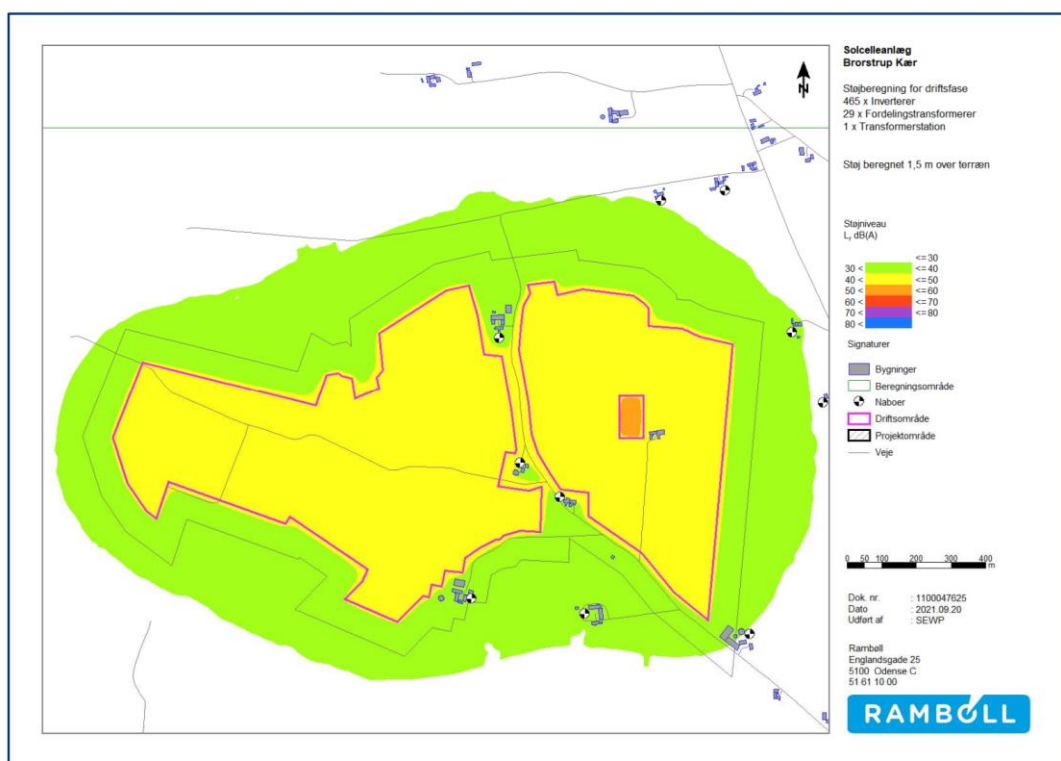 N
Solcelleanlæg
Brorstrup Kær
Støjberegning for driftsfase
465 x Inverterer
29 x Fordelingstransformerer
1 x Transformerstation
Støj beregnet 1,5 m over terræn
Støjniveau
L, dB(A)
<= 30
30 < <= 40
40 < <= 50
50 < <= 60
60 < <= 70
70 < <= 80
80 <
Signaturer
Bygninger
Beregningsområde
Naboer
Driftsområde
Projektområde
Veje
0 50 100 200 300 400
m
Dok. nr. : 1100047625
Dato : 2021.09.20
Udført af : SEWP
Rambøll
Englandsgade 25
5100 Odense C
51 61 10 00
RAMBOLL